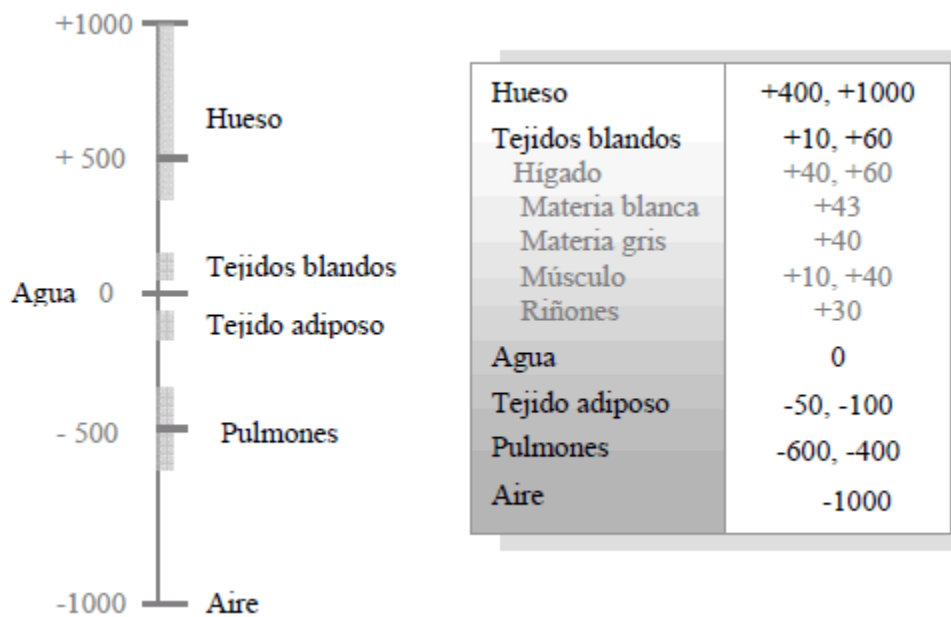 +1000
Hueso
+ 500
Tejidos blandos
Agua 0
Tejido adiposo
- 500 Pulmones
-1000 Aire
Hueso +400, +1000
Tejidos blandos +10, +60
Hígado +40, +60
Materia blanca +43
Materia gris +40
Músculo +10, +40
Riñones +30
Agua 0
Tejido adiposo -50, -100
Pulmones -600, -400
Aire -1000